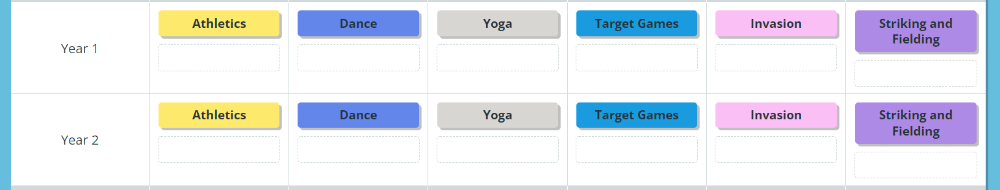 Year 1
Athletics
Dance
Yoga
Target Games
Invasion
Striking and
Fielding
Year 2
Athletics
Dance
Yoga
Target Games
Invasion
Striking and
Fielding